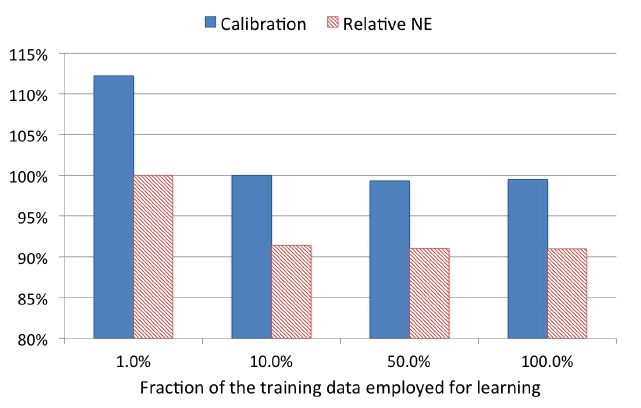 Calibration Relative NE
115%
110%
105%
100%
95%
90%
85%
80%
1.0% 10.0% 50.0% 100.0%
Fraction of the training data employed for learning